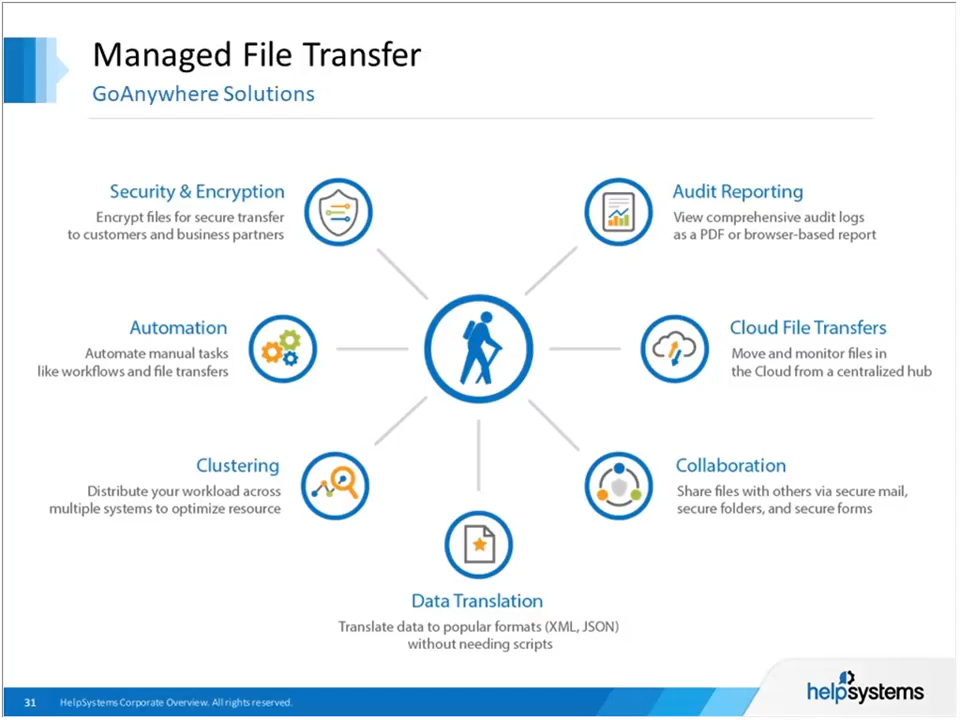 Managed File Transfer
GoAnywhere Solutions
Security & Encryption
Encrypt files for secure transfer
to customers and business partners
Audit Reporting
View comprehensive audit logs
as a PDF or browser-based report
Automation
Automate manual tasks
like workflows and file transfers
Cloud File Transfers
Move and monitor files in
the Cloud from a centralized hub
Clustering
Distribute your workload across
multiple systems to optimize resource
Collaboration
Share files with others via secure mail,
secure folders, and secure forms
Data Translation
Translate data to popular formats (XML, JSON)
without needing scripts
31 HelpSystems Corporate Overview. All rights reserved.
helpsystems